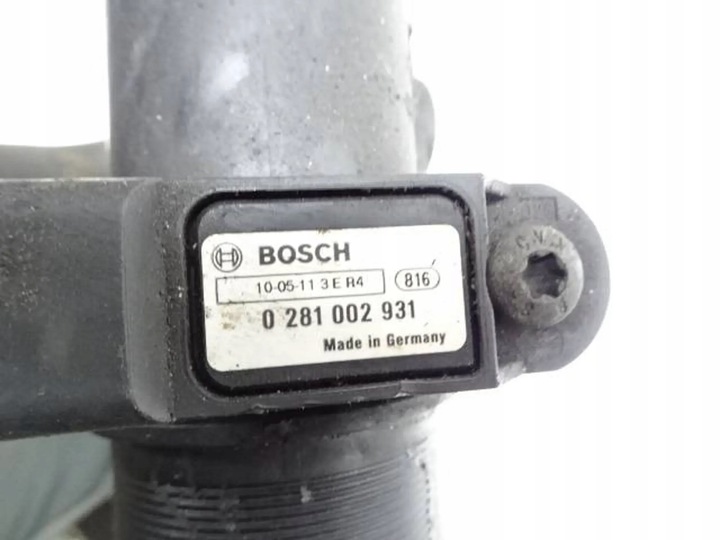 BOSCH
10-05-11 3 E R4 816
0 281 002 931
Made in Germany